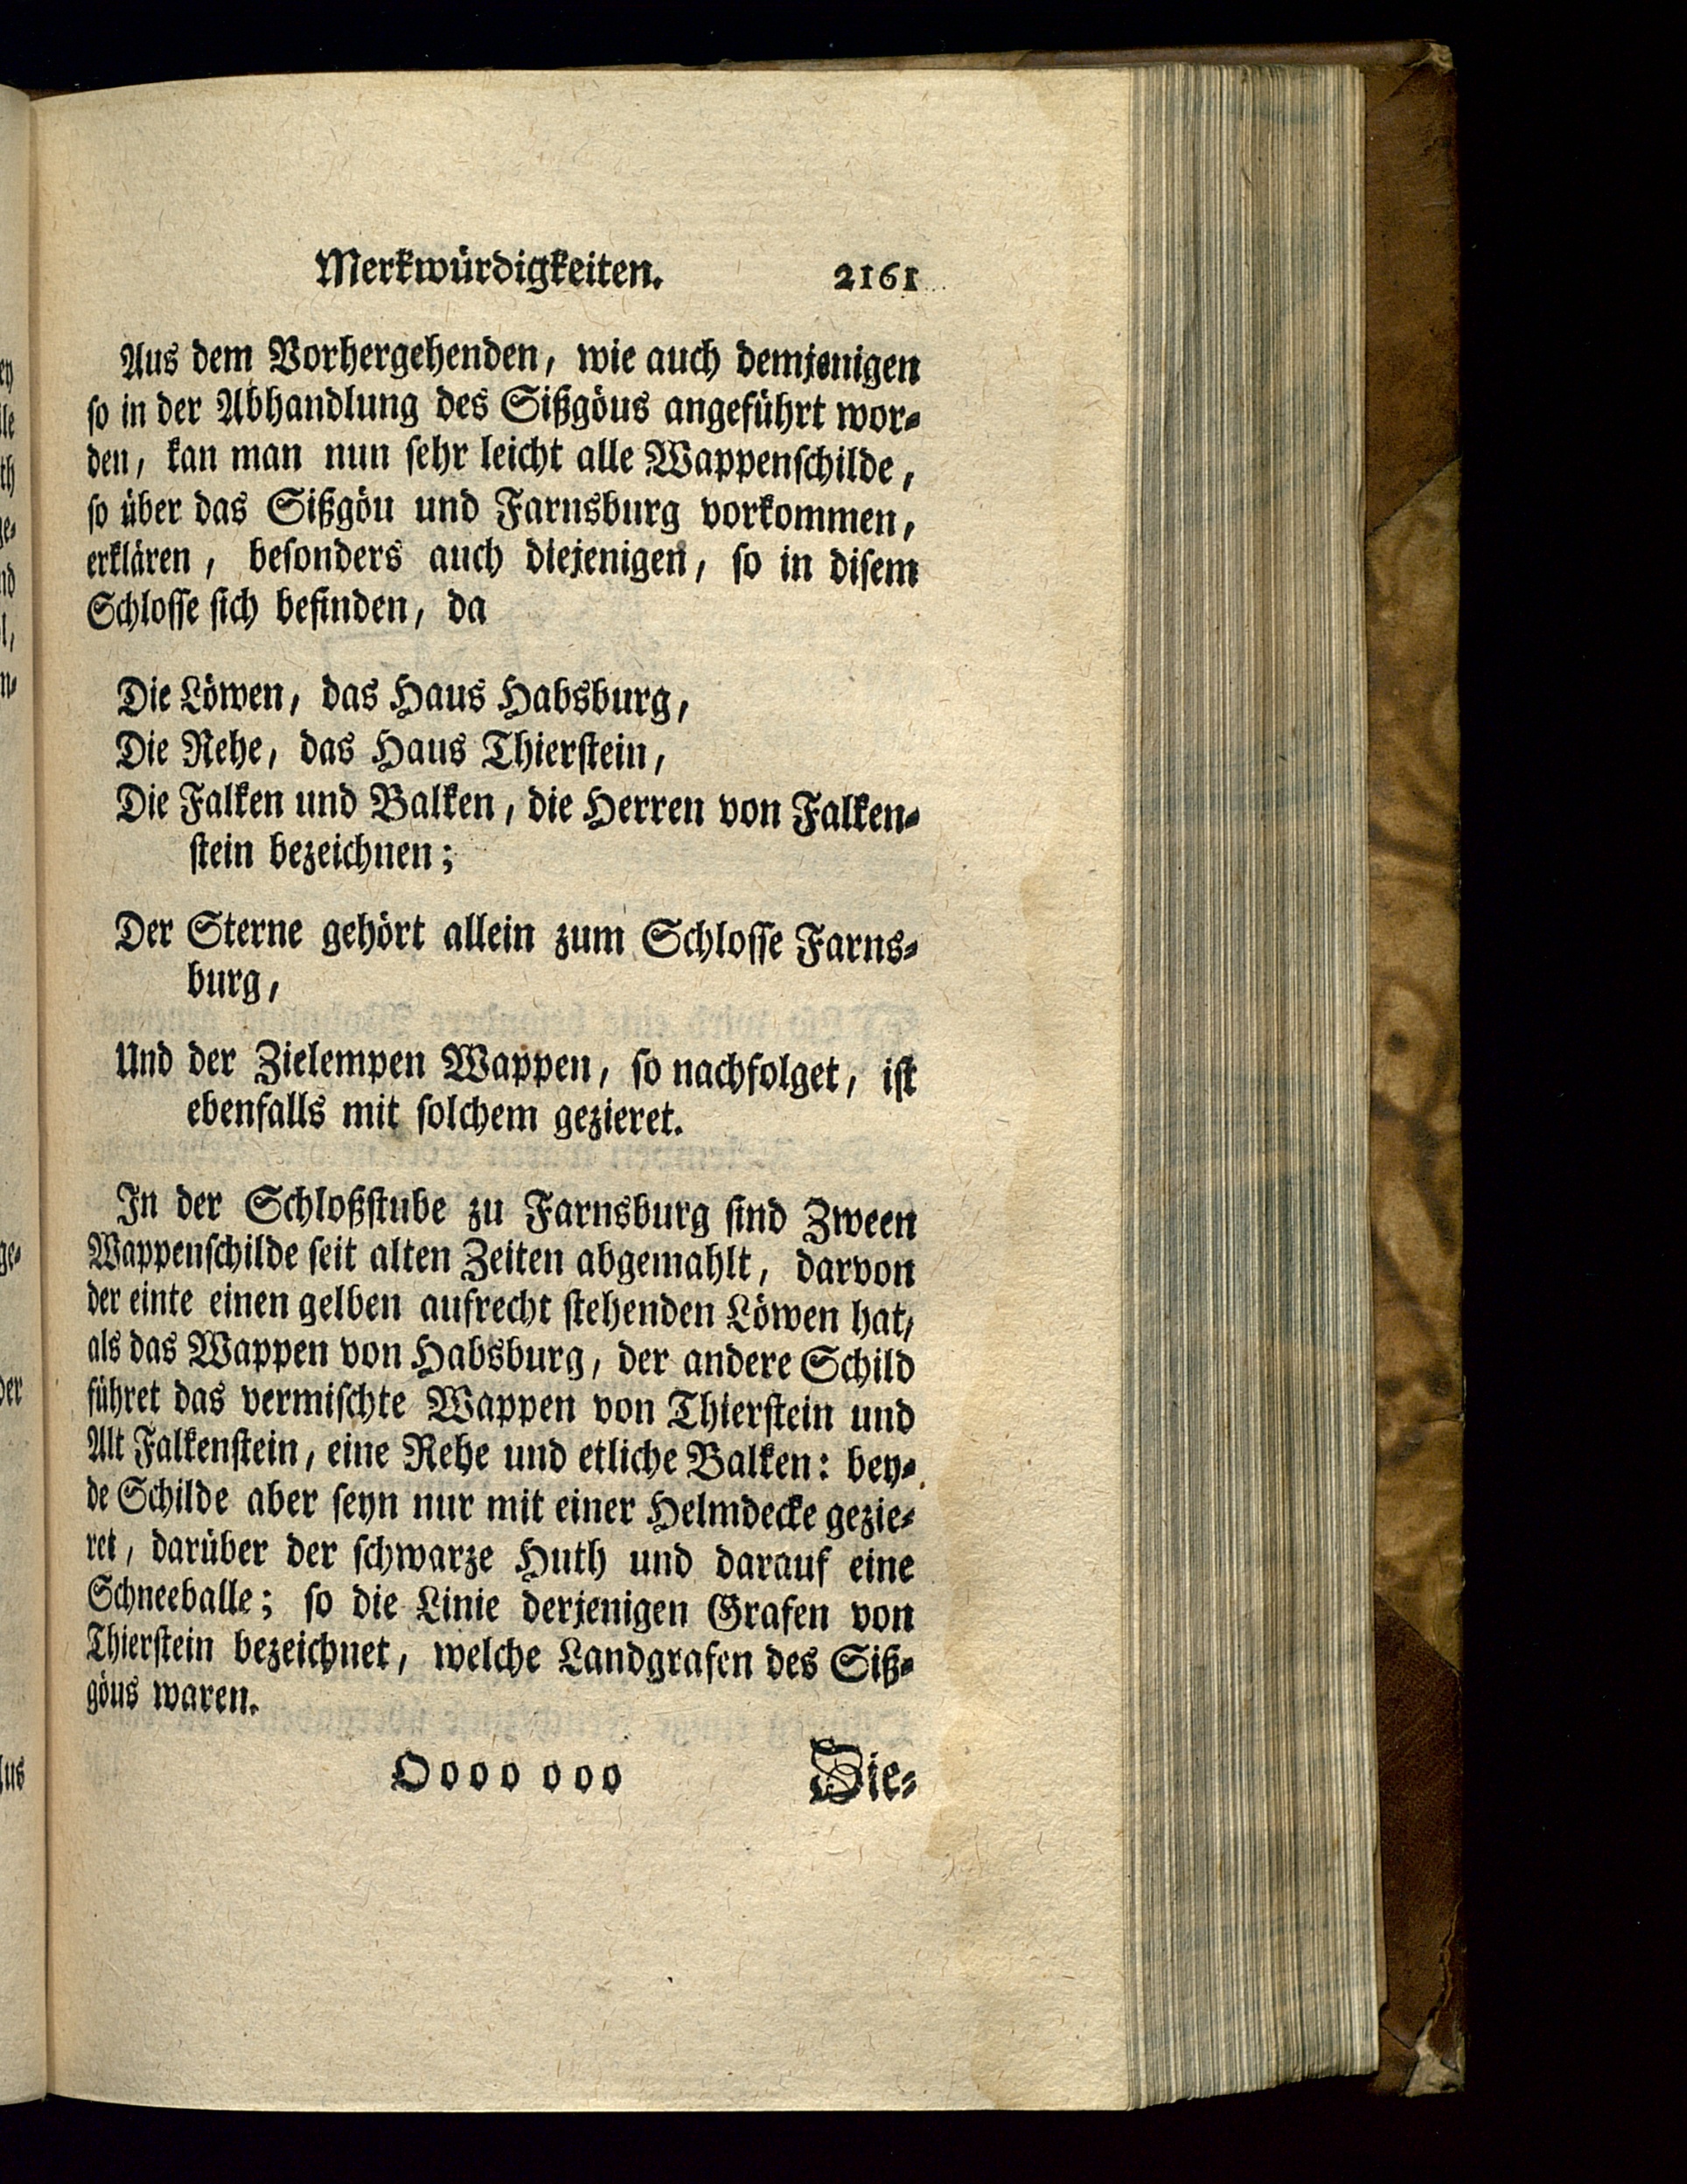 Merkwürdigkeiten. 2161
Aus dem Vorhergehenden, wie auch demjenigen
so in der Abhandlung des Sißgöus angeführt wor-
den, kan man nun sehr leicht alle Wappenschilde,
so über das Sißgöu und Farnsburg vorkommen,
erklären, besonders auch diejenigen, so in disem
Schlosse sich befinden, da
Die Löwen, das Haus Habsburg,
Die Rehe, das Haus Thierstein,
Die Falken und Balken, die Herren von Falken-
stein bezeichnen;
Der Sterne gehört allein zum Schlosse Farns-
burg,
Und der Zielempen Wappen, so nachfolget, ist
ebenfalls mit solchem gezieret.
In der Schloßstube zu Farnsburg sind Zween
Wappenschilde seit alten Zeiten abgemahlt, darvon
der einte einen gelben aufrecht stehenden Löwen hat,
als das Wappen von Habsburg, der andere Schild
führet das vermischte Wappen von Thierstein und
Alt Falkenstein, eine Rehe und etliche Balken: bey-
de Schilde aber seyn nur mit einer Helmdecke gezie-
ret, darüber der schwarze Huth und darauf eine
Schneeballe; so die Linie derjenigen Grafen von
Thierstein bezeichnet, welche Landgrafen des Siß-
göus waren.
Oooo ooo Die-